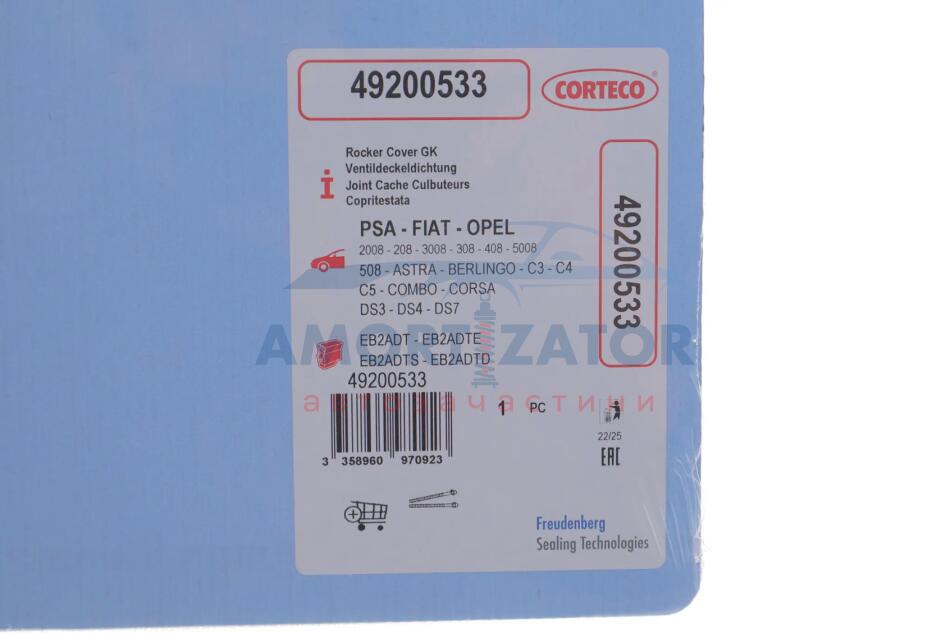 49200533
CORTECO
Rocker Cover GK
Ventildeckeldichtung
Joint Cache Culbuteurs
Copritestata
49200533
PSA - FIAT - OPEL
2008 - 208 - 3008 - 308 - 408 - 5008
508 - ASTRA - BERLINGO - C3 - C4
C5 - COMBO - CORSA
DS3 - DS4 - DS7
AMORTIZATOR
EB2ADT - EB2ADTE
EB2ADTS - EB2ADTD
49200533
автозапчастини
1 PC
22/25
EAC
3 358960 970923
Freudenberg
Sealing Technologies